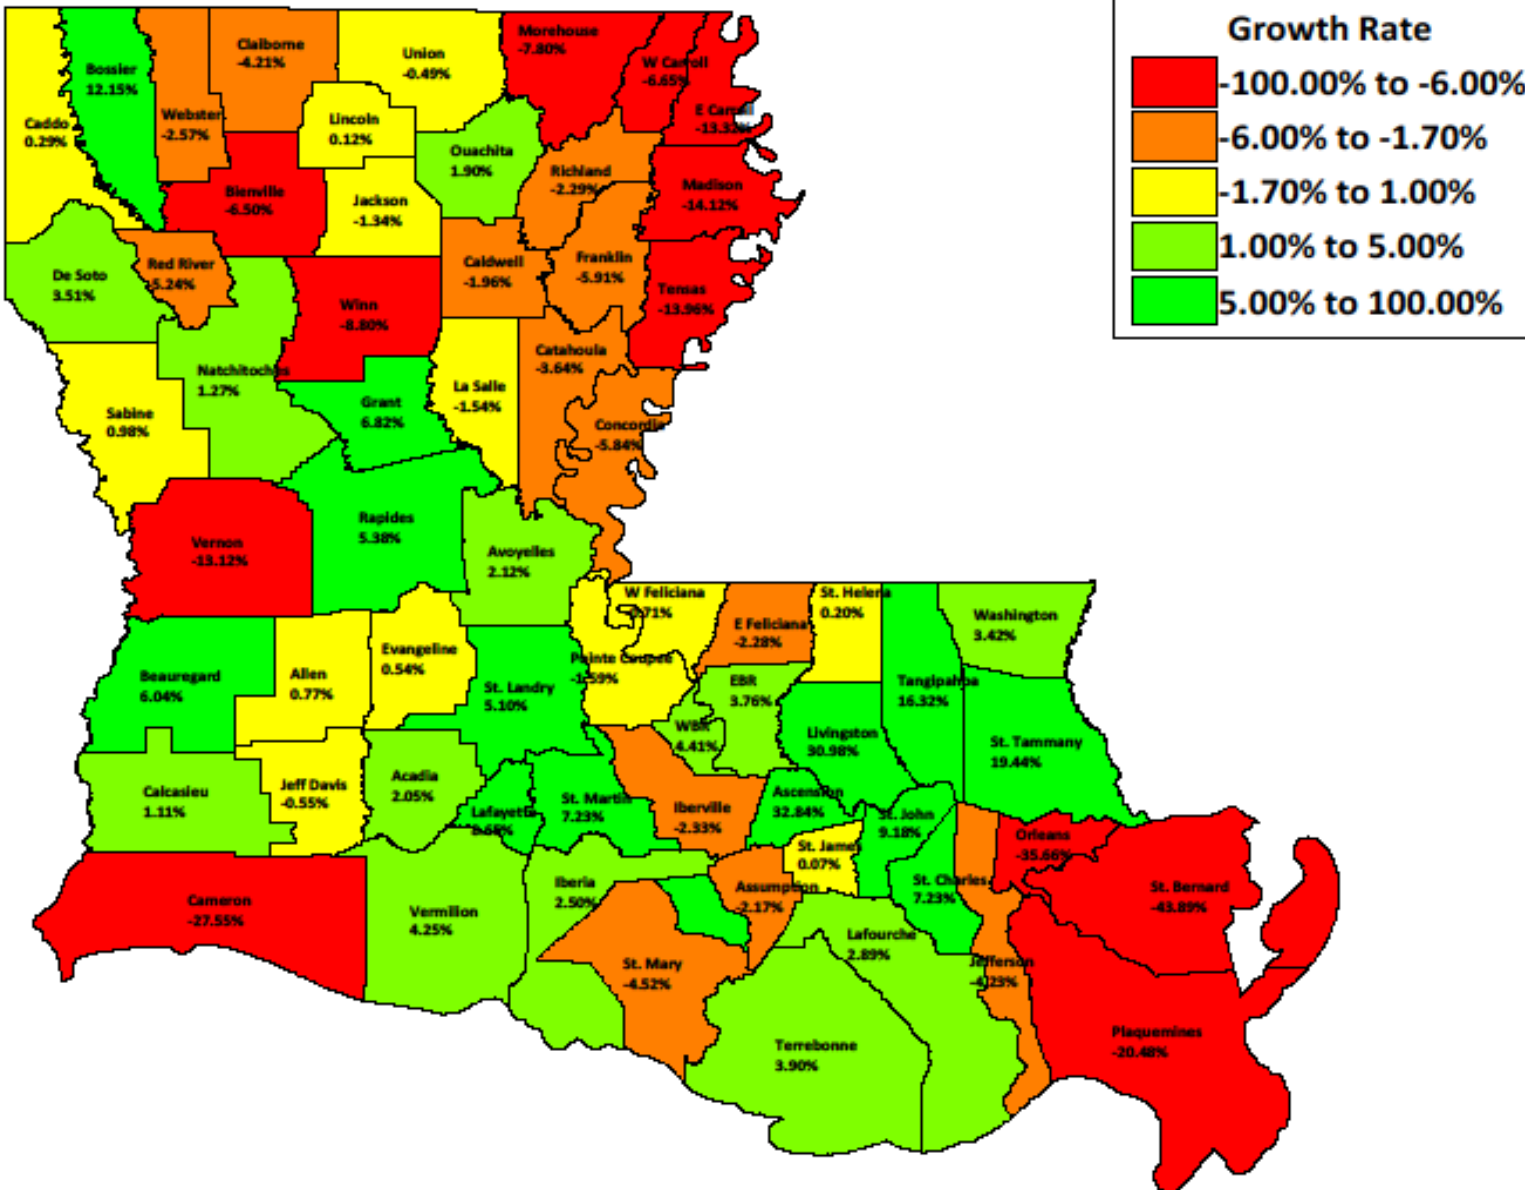 Growth Rate
-100.00% to -6.00%
-6.00% to -1.70%
-1.70% to 1.00%
1.00% to 5.00%
5.00% to 100.00%
Caddo
0.29%
Bossier
12.15%
Webster
-2.57%
Claiborne
-4.21%
Union
-0.49%
Morehouse
-7.80%
W Carroll
-6.65%
E Carroll
Lincoln
0.12%
Ouachita
1.90%
Richland
-2.29%
Madison
-14.12%
Bienville
-6.50%
Jackson
-1.34%
De Soto
3.51%
Red River
-5.24%
Caldwell
-1.96%
Franklin
-5.91%
Tensas
-13.96%
Winn
-8.80%
Natchitoches
1.27%
Catahoula
-3.64%
La Salle
-1.54%
Grant
6.82%
Sabine
0.98%
Concordia
-5.84%
Vernon
-13.12%
Rapides
5.38%
Avoyelles
2.12%
W Feliciana
E Feliciana
-2.28%
St. Helena
0.20%
Washington
3.42%
Beauregard
6.04%
Allen
0.77%
Evangeline
0.54%
St. Landry
5.10%
Pointe Coupee
-1.59%
EBR
3.76%
Tangipahoa
16.32%
WBR
4.41%
Livingston
30.98%
St. Tammany
19.44%
Calcasieu
1.11%
Jeff Davis
-0.55%
Acadia
2.05%
Lafayette
St. Martin
7.23%
Iberville
-2.33%
Ascension
32.84%
St. John
9.18%
Orleans
-35.66%
St. James
0.07%
Cameron
-27.55%
Vermilion
4.25%
Iberia
2.50%
Assumption
-2.17%
St. Charles
7.23%
St. Bernard
-43.89%
St. Mary
-4.52%
Lafourche
2.89%
Jefferson
-4.23%
Terrebonne
3.90%
Plaquemines
-20.48%